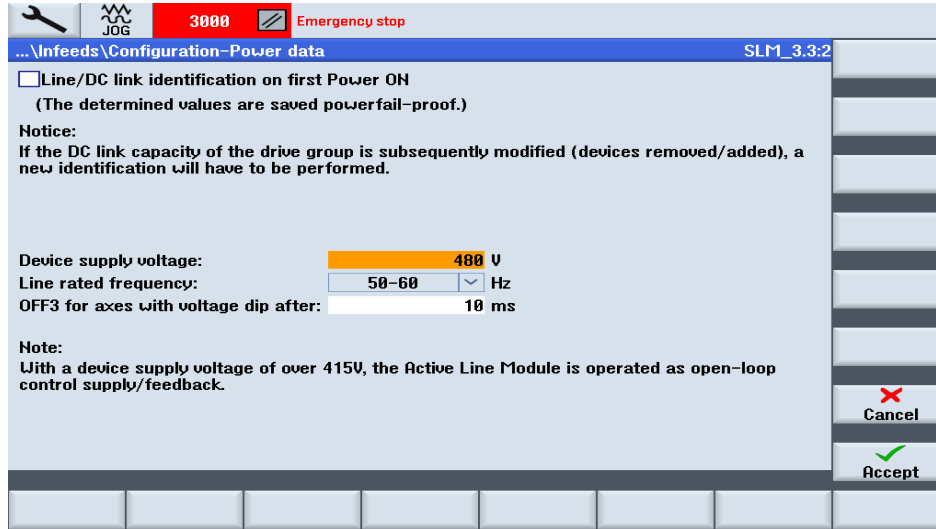 JOG
3000
Emergency stop
...\Infeeds\Configuration-Power data SLM_3.3:2
Line/DC link identification on first Power ON
(The determined values are saved powerfail-proof.)
Notice:
If the DC link capacity of the drive group is subsequently modified (devices removed/added), a
new identification will have to be performed.
Device supply voltage: 480 V
Line rated frequency: 50-60 Hz
OFF3 for axes with voltage dip after: 10 ms
Note:
With a device supply voltage of over 415V, the Active Line Module is operated as open-loop
control supply/feedback.
Cancel
Accept